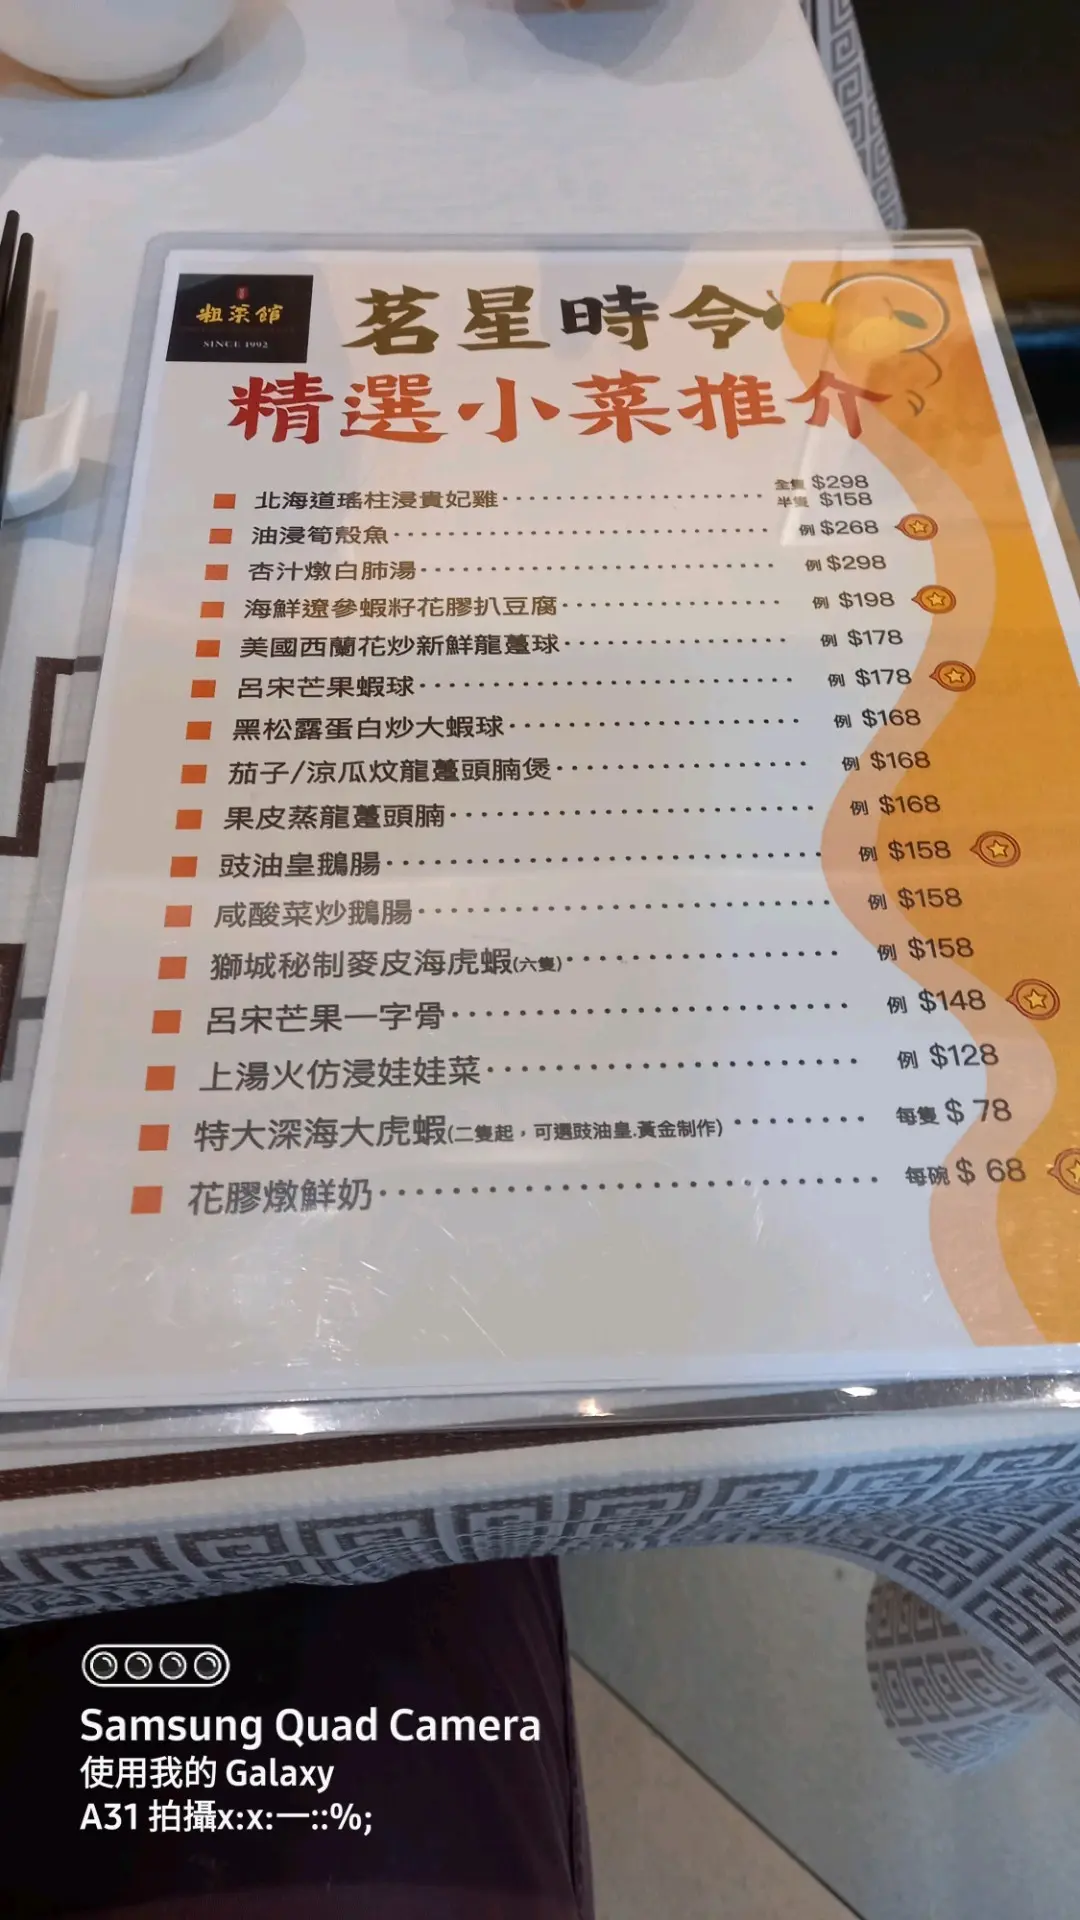 粗菜館
SINCE 1992
茗星時令
精選小菜推介
北海道瑤柱浸貴妃雞 全隻 $298
半隻 $158
油浸筍殼魚 例 $268
杏汁燉白肺湯 例 $298
海鮮遼參蝦籽花膠扒豆腐 例 $198
美國西蘭花炒新鮮龍躉球 例 $178
呂宋芒果蝦球 例 $178
黑松露蛋白炒大蝦球 例 $168
茄子/涼瓜炆龍躉頭腩煲 例 $168
果皮蒸龍躉頭腩 例 $168
豉油皇鵝腸 例 $158
咸酸菜炒鵝腸 例 $158
獅城秘制麥皮海虎蝦(六隻) 例 $158
呂宋芒果一字骨 例 $148
上湯火仿浸娃娃菜 例 $128
特大深海大虎蝦(二隻起，可選豉油皇.黃金制作) 每隻 $ 78
花膠燉鮮奶 每碗 $ 68
Samsung Quad Camera
使用我的 Galaxy
A31 拍攝x:x:一::%;